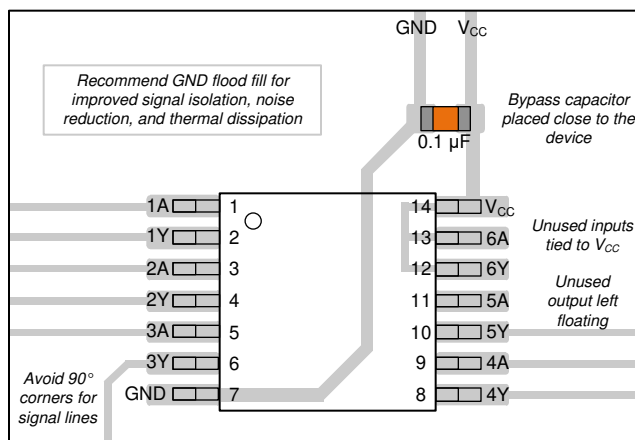 GND VCC
Recommend GND flood fill for
improved signal isolation, noise
reduction, and thermal dissipation
Bypass capacitor
placed close to the
device
0.1 µF
1A 1 14 VCC
1Y 2 13 6A
2A 3 12 6Y
2Y 4 11 5A
3A 5 10 5Y
3Y 6 9 4A
GND 7 8 4Y
Unused inputs
tied to VCC
Unused
output left
floating
Avoid 90°
corners for
signal lines